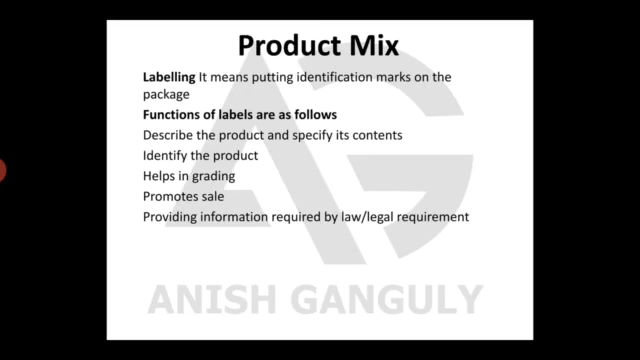 Product Mix
Labelling It means putting identification marks on the
package
Functions of labels are as follows
Describe the product and specify its contents
Identify the product
Helps in grading
Promotes sale
Providing information required by law/legal requirement
AG
ANISH GANGULY